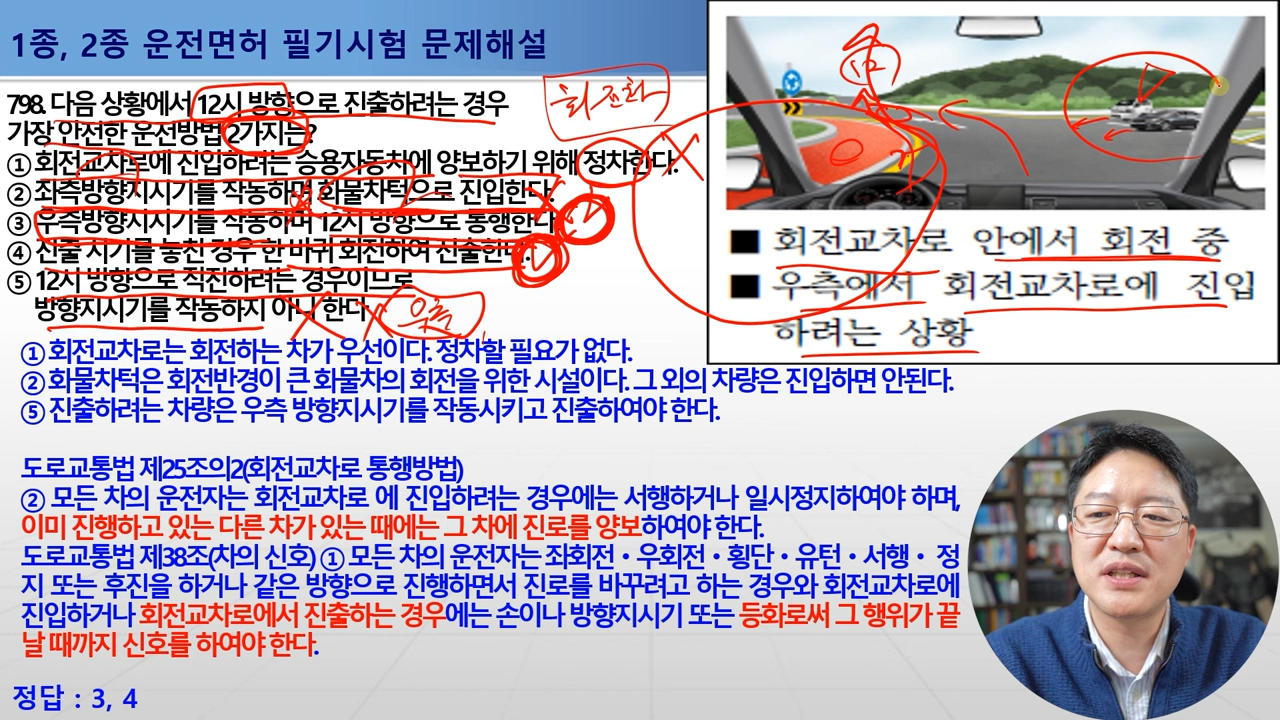 1종, 2종 운전면허 필기시험 문제해설
798. 다음 상황에서 12시 방향으로 진출하려는 경우
가장 안전한 운전방법 2가지는?
① 회전교차로에 진입하려는 승용자동차에 양보하기 위해 정차한다.
② 좌측방향지시기를 작동하며 화물차턱으로 진입한다.
③ 우측방향지시기를 작동하며 12시 방향으로 통행한다.
④ 진출 시기를 놓친 경우 한 바퀴 회전하여 진출한다.
⑤ 12시 방향으로 직진하려는 경우이므로
방향지시기를 작동하지 아니 한다
회전차
우측
12
■ 회전교차로 안에서 회전 중
■ 우측에서 회전교차로에 진입
하려는 상황
① 회전교차로는 회전하는 차가 우선이다. 정차할 필요가 없다.
② 화물차턱은 회전반경이 큰 화물차의 회전을 위한 시설이다. 그 외의 차량은 진입하면 안된다.
⑤ 진출하려는 차량은 우측 방향지시기를 작동시키고 진출하여야 한다.
도로교통법 제25조의2(회전교차로 통행방법)
② 모든 차의 운전자는 회전교차로 에 진입하려는 경우에는 서행하거나 일시정지하여야 하며,
이미 진행하고 있는 다른 차가 있는 때에는 그 차에 진로를 양보하여야 한다.
도로교통법 제38조(차의 신호) ① 모든 차의 운전자는 좌회전・우회전・횡단・유턴・서행・ 정
지 또는 후진을 하거나 같은 방향으로 진행하면서 진로를 바꾸려고 하는 경우와 회전교차로에
진입하거나 회전교차로에서 진출하는 경우에는 손이나 방향지시기 또는 등화로써 그 행위가 끝
날 때까지 신호를 하여야 한다.
정답 : 3, 4